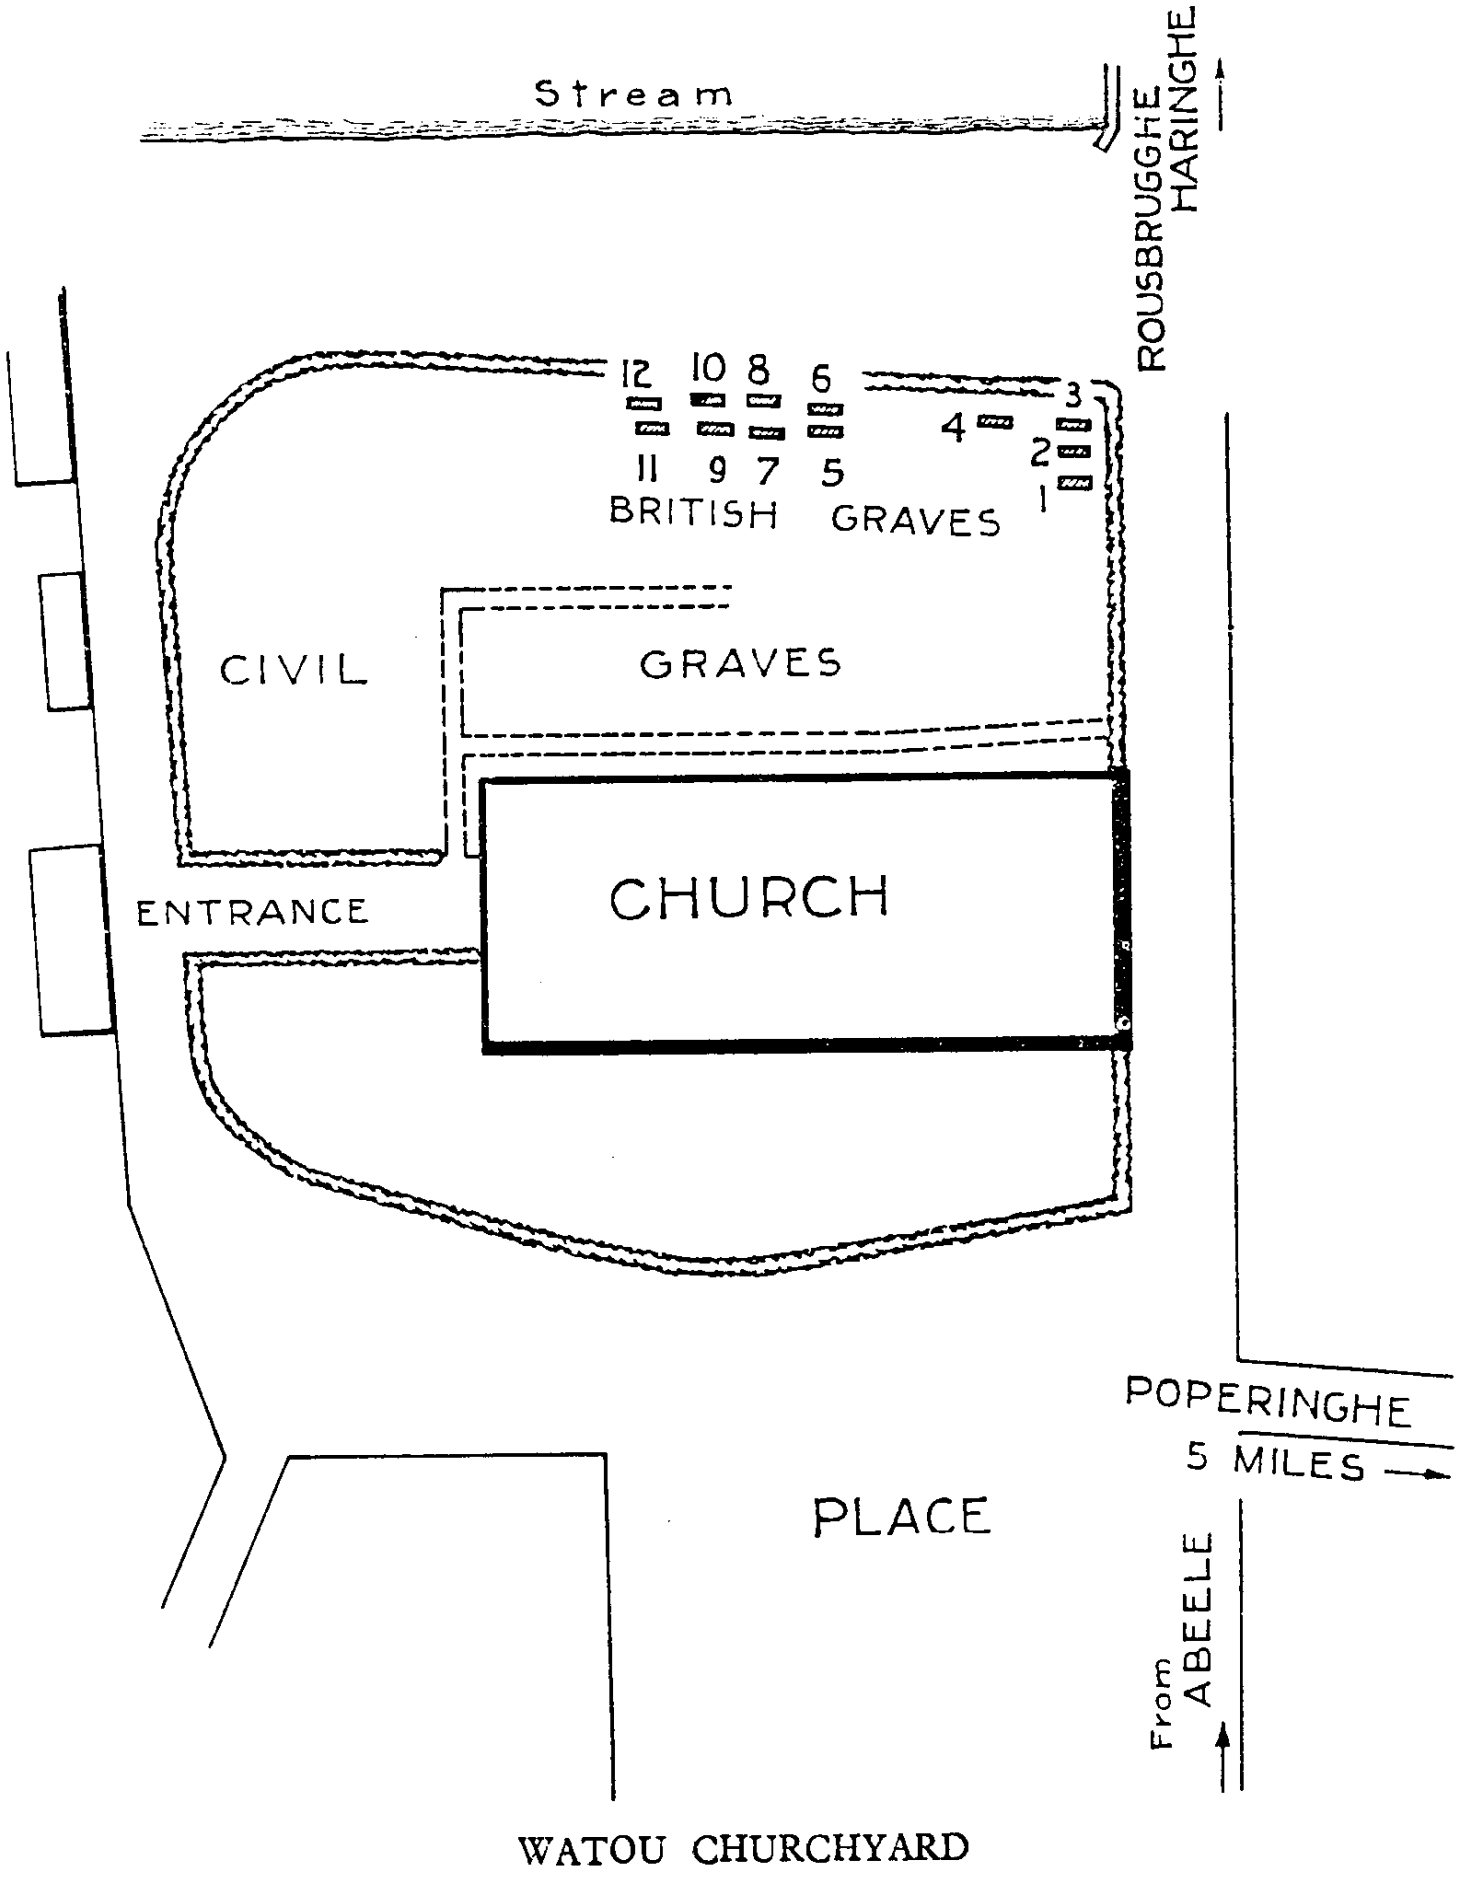 Stream
ROUSBRUGGHE
HARINGHE
12 10 8 6
3
4
2
1
11 9 7 5
BRITISH GRAVES
CIVIL GRAVES
ENTRANCE
CHURCH
POPERINGHE
5 MILES
PLACE
From
ABEELE
WATOU CHURCHYARD